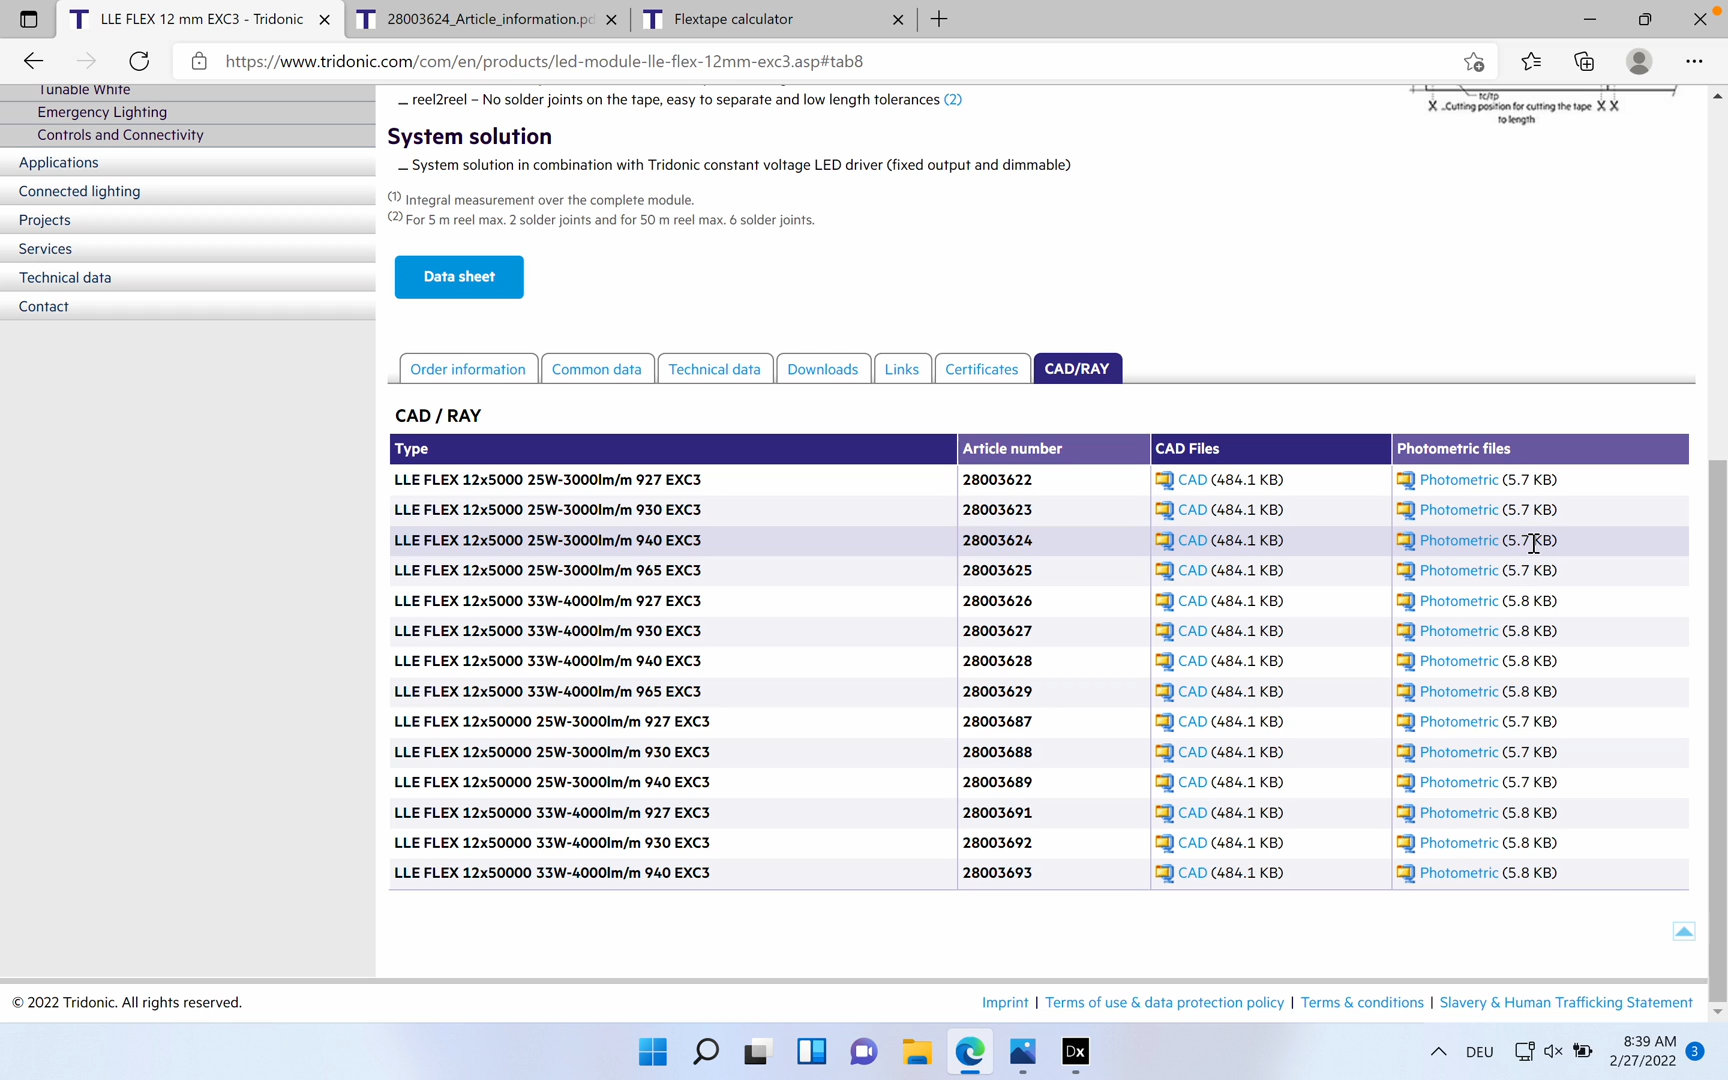 LLE FLEX 12 mm EXC3 - Tridonic
28003624_Article_information.pd
Flextape calculator
https://www.tridonic.com/com/en/products/led-module-lle-flex-12mm-exc3.asp#tab8
Tunable White
Emergency Lighting
Controls and Connectivity
Applications
Connected lighting
Projects
Services
Technical data
Contact
reel2reel – No solder joints on the tape, easy to separate and low length tolerances (2)
tc/tp
X Cutting position for cutting the tape X X
to length
System solution
System solution in combination with Tridonic constant voltage LED driver (fixed output and dimmable)
(1) Integral measurement over the complete module.
(2) For 5 m reel max. 2 solder joints and for 50 m reel max. 6 solder joints.
Data sheet
Order information Common data Technical data Downloads Links Certificates CAD/RAY
CAD / RAY
Type Article number CAD Files Photometric files
LLE FLEX 12x5000 25W-3000lm/m 927 EXC3 28003622 CAD (484.1 KB) Photometric (5.7 KB)
LLE FLEX 12x5000 25W-3000lm/m 930 EXC3 28003623 CAD (484.1 KB) Photometric (5.7 KB)
LLE FLEX 12x5000 25W-3000lm/m 940 EXC3 28003624 CAD (484.1 KB) Photometric (5.7 KB)
LLE FLEX 12x5000 25W-3000lm/m 965 EXC3 28003625 CAD (484.1 KB) Photometric (5.7 KB)
LLE FLEX 12x5000 33W-4000lm/m 927 EXC3 28003626 CAD (484.1 KB) Photometric (5.8 KB)
LLE FLEX 12x5000 33W-4000lm/m 930 EXC3 28003627 CAD (484.1 KB) Photometric (5.8 KB)
LLE FLEX 12x5000 33W-4000lm/m 940 EXC3 28003628 CAD (484.1 KB) Photometric (5.8 KB)
LLE FLEX 12x5000 33W-4000lm/m 965 EXC3 28003629 CAD (484.1 KB) Photometric (5.8 KB)
LLE FLEX 12x50000 25W-3000lm/m 927 EXC3 28003687 CAD (484.1 KB) Photometric (5.7 KB)
LLE FLEX 12x50000 25W-3000lm/m 930 EXC3 28003688 CAD (484.1 KB) Photometric (5.7 KB)
LLE FLEX 12x50000 25W-3000lm/m 940 EXC3 28003689 CAD (484.1 KB) Photometric (5.7 KB)
LLE FLEX 12x50000 33W-4000lm/m 927 EXC3 28003691 CAD (484.1 KB) Photometric (5.8 KB)
LLE FLEX 12x50000 33W-4000lm/m 930 EXC3 28003692 CAD (484.1 KB) Photometric (5.8 KB)
LLE FLEX 12x50000 33W-4000lm/m 940 EXC3 28003693 CAD (484.1 KB) Photometric (5.8 KB)
© 2022 Tridonic. All rights reserved.
Imprint | Terms of use & data protection policy | Terms & conditions | Slavery & Human Trafficking Statement
Dx
DEU
8:39 AM
2/27/2022
3